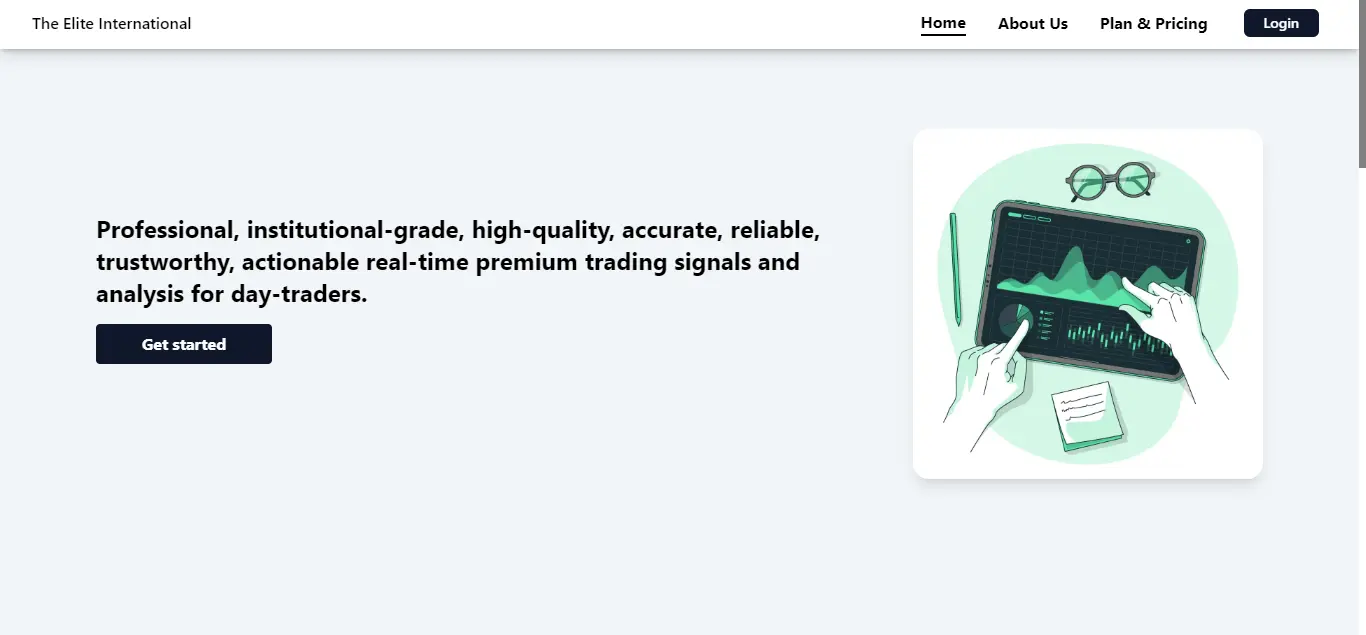 The Elite International
Home
About Us
Plan & Pricing
Login
Professional, institutional-grade, high-quality, accurate, reliable,
trustworthy, actionable real-time premium trading signals and
analysis for day-traders.
Get started